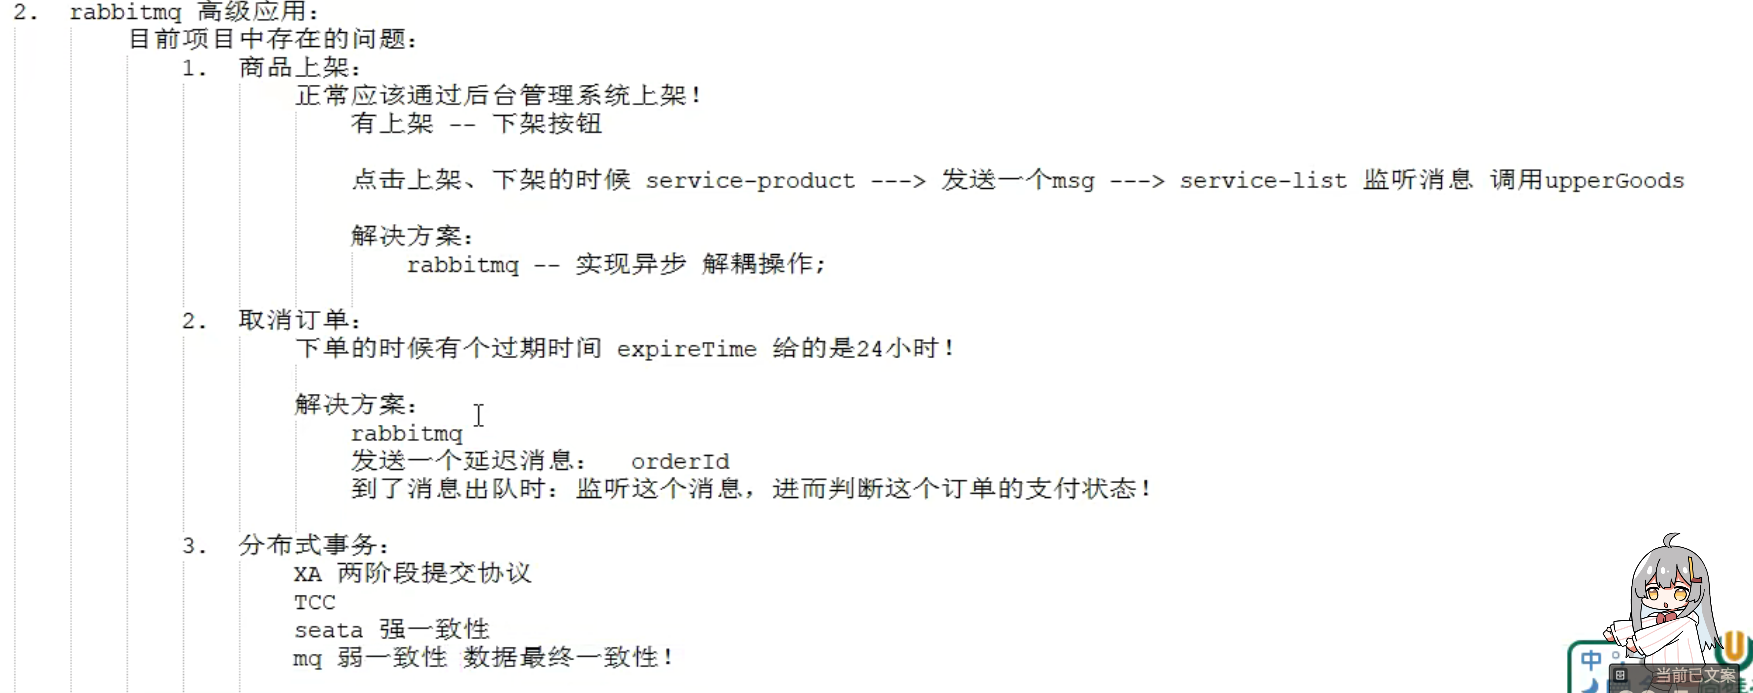 2. rabbitmq 高级应用：
目前项目中存在的问题：
1. 商品上架：
正常应该通过后台管理系统上架！
有上架 -- 下架按钮
点击上架、下架的时候 service-product ---> 发送一个msg ---> service-list 监听消息 调用upperGoods
解决方案：
rabbitmq -- 实现异步 解耦操作;
2. 取消订单：
下单的时候有个过期时间 expireTime 给的是24小时！
解决方案：
rabbitmq
发送一个延迟消息： orderId
到了消息出队时：监听这个消息，进而判断这个订单的支付状态！
3. 分布式事务：
XA 两阶段提交协议
TCC
seata 强一致性
mq 弱一致性 数据最终一致性！
中
当前已文案